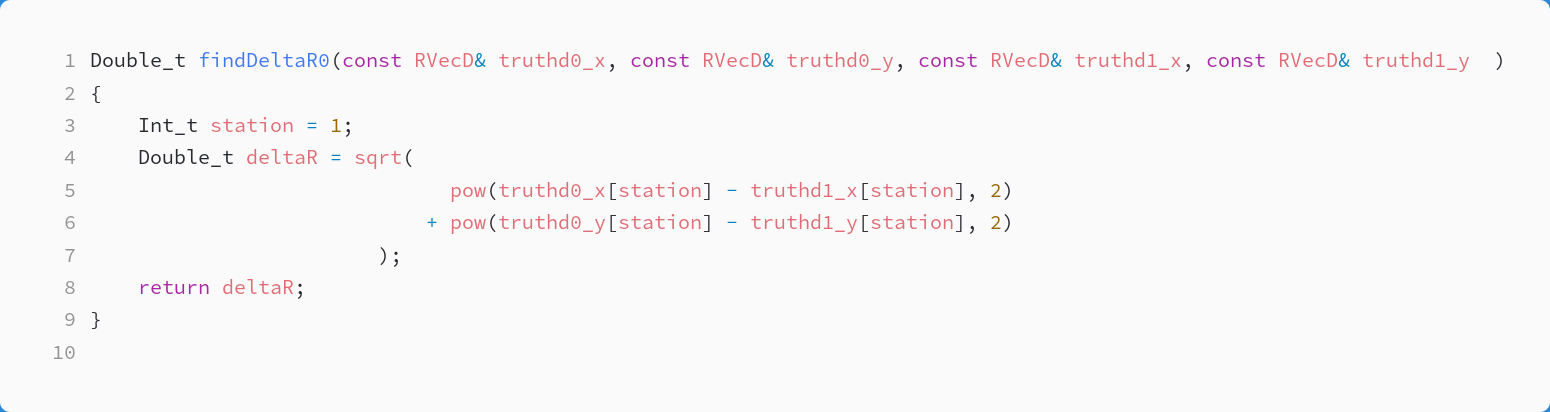 1 Double_t findDeltaR0(const RVecD& truthd0_x, const RVecD& truthd0_y, const RVecD& truthd1_x, const RVecD& truthd1_y  )
2 {
3     Int_t station = 1;
4     Double_t deltaR = sqrt(
5                               pow(truthd0_x[station] - truthd1_x[station], 2)
6                             + pow(truthd0_y[station] - truthd1_y[station], 2)
7                         );
8     return deltaR;
9 }
10